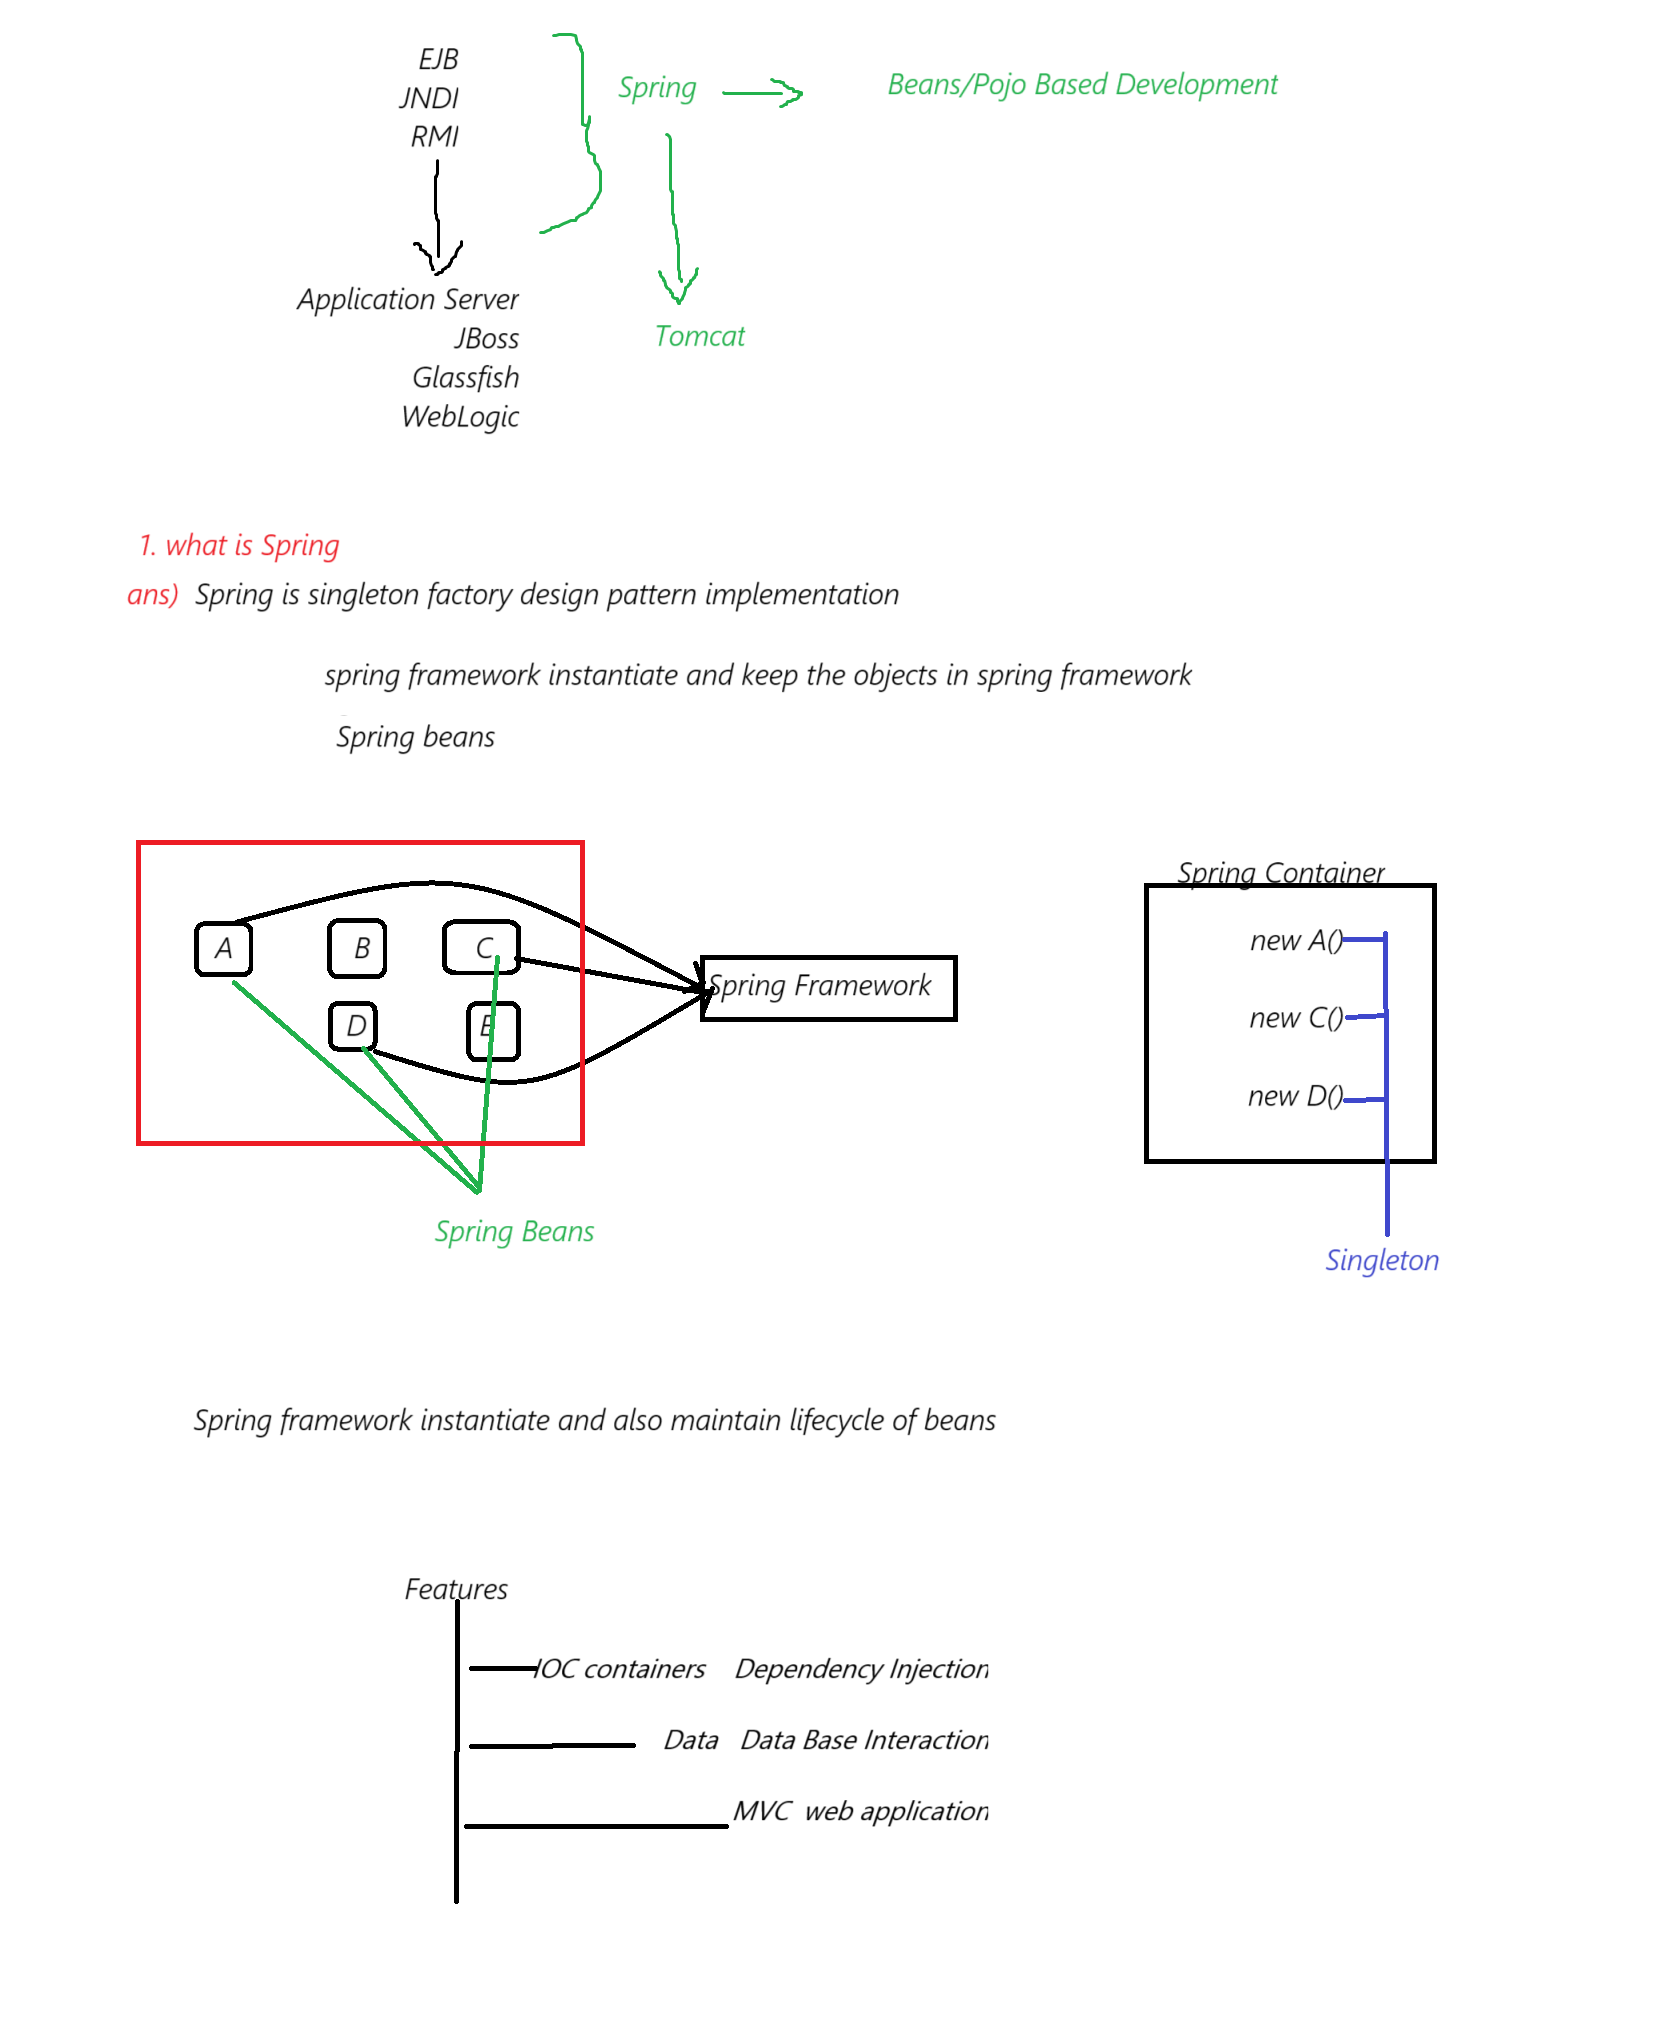 EJB
JNDI
RMI
Spring
Beans/Pojo Based Development
Application Server
JBoss
Glassfish
WebLogic
Tomcat
1. what is Spring
ans) Spring is singleton factory design pattern implementation
spring framework instantiate and keep the objects in spring framework
Spring beans
A
B
C
D
E
Spring Framework
Spring Beans
Spring Container
new A()
new C()
new D()
Singleton
Spring framework instantiate and also maintain lifecycle of beans
Features
IOC containers Dependency Injection
Data Data Base Interaction
MVC web application